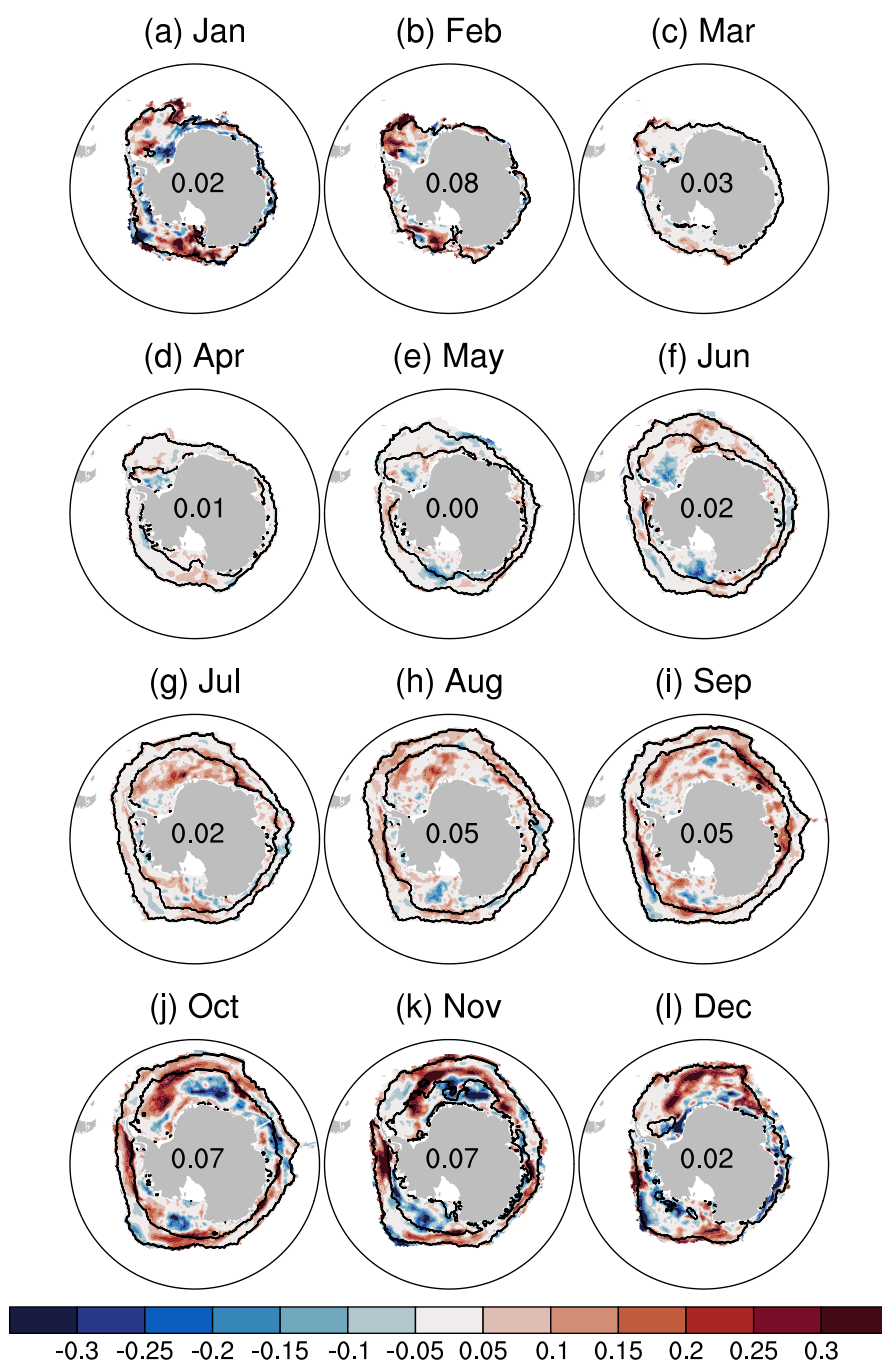 (a) Jan (b) Feb (c) Mar
0.02 0.08 0.03
(d) Apr (e) May (f) Jun
0.01 0.00 0.02
(g) Jul (h) Aug (i) Sep
0.02 0.05 0.05
(j) Oct (k) Nov (l) Dec
0.07 0.07 0.02
-0.3 -0.25 -0.2 -0.15 -0.1 -0.05 0.05 0.1 0.15 0.2 0.25 0.3